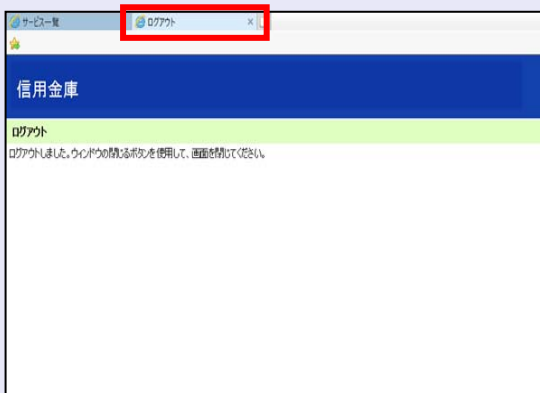 サービス一覧
ログアウト
信用金庫
ログアウト
ログアウトしました。ウィンドウの閉じるボタンを使用して、画面を閉じてください。